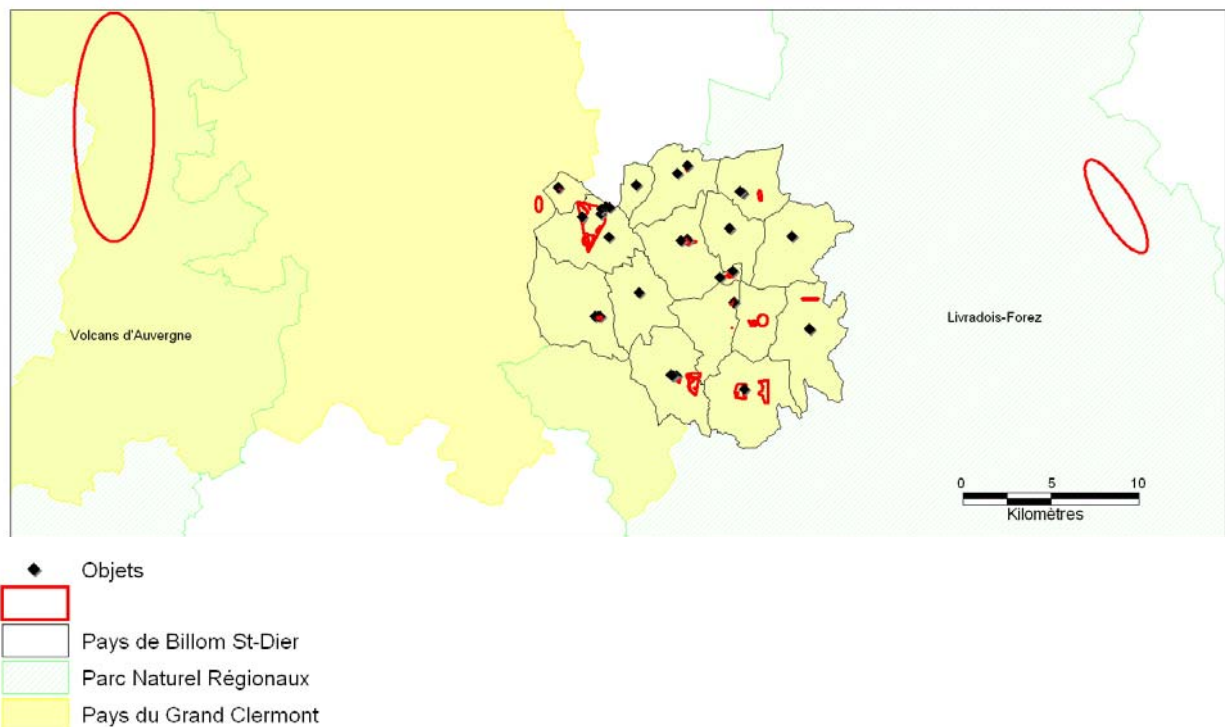 Volcans d'Auvergne
Livradois-Forez
0 5 10
Kilomètres
Objets
Pays de Billom St-Dier
Parc Naturel Régionaux
Pays du Grand Clermont